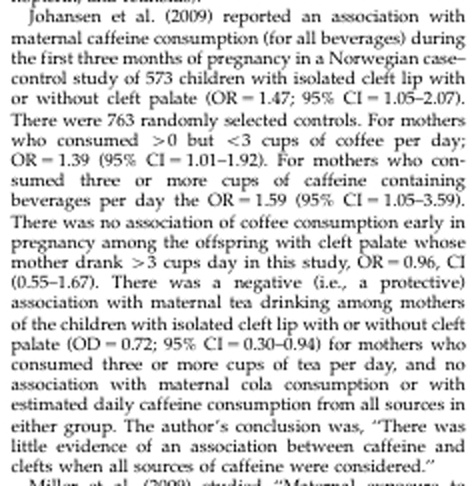 Johansen et al. (2009) reported an association with
maternal caffeine consumption (for all beverages) during
the first three months of pregnancy in a Norwegian case–
control study of 573 children with isolated cleft lip with
or without cleft palate (OR = 1.47; 95% CI = 1.05–2.07).
There were 763 randomly selected controls. For mothers
who consumed >0 but <3 cups of coffee per day;
OR = 1.39 (95% CI = 1.01–1.92). For mothers who con-
sumed three or more cups of caffeine containing
beverages per day the OR = 1.59 (95% CI = 1.05–3.59).
There was no association of coffee consumption early in
pregnancy among the offspring with cleft palate whose
mother drank >3 cups day in this study, OR = 0.96, CI
(0.55–1.67). There was a negative (i.e., a protective)
association with maternal tea drinking among mothers
of the children with isolated cleft lip with or without cleft
palate (OD = 0.72; 95% CI = 0.30–0.94) for mothers who
consumed three or more cups of tea per day, and no
association with maternal cola consumption or with
estimated daily caffeine consumption from all sources in
either group. The author's conclusion was, "There was
little evidence of an association between caffeine and
clefts when all sources of caffeine were considered."
Miller et al. (2009) studied "Maternal exposure to